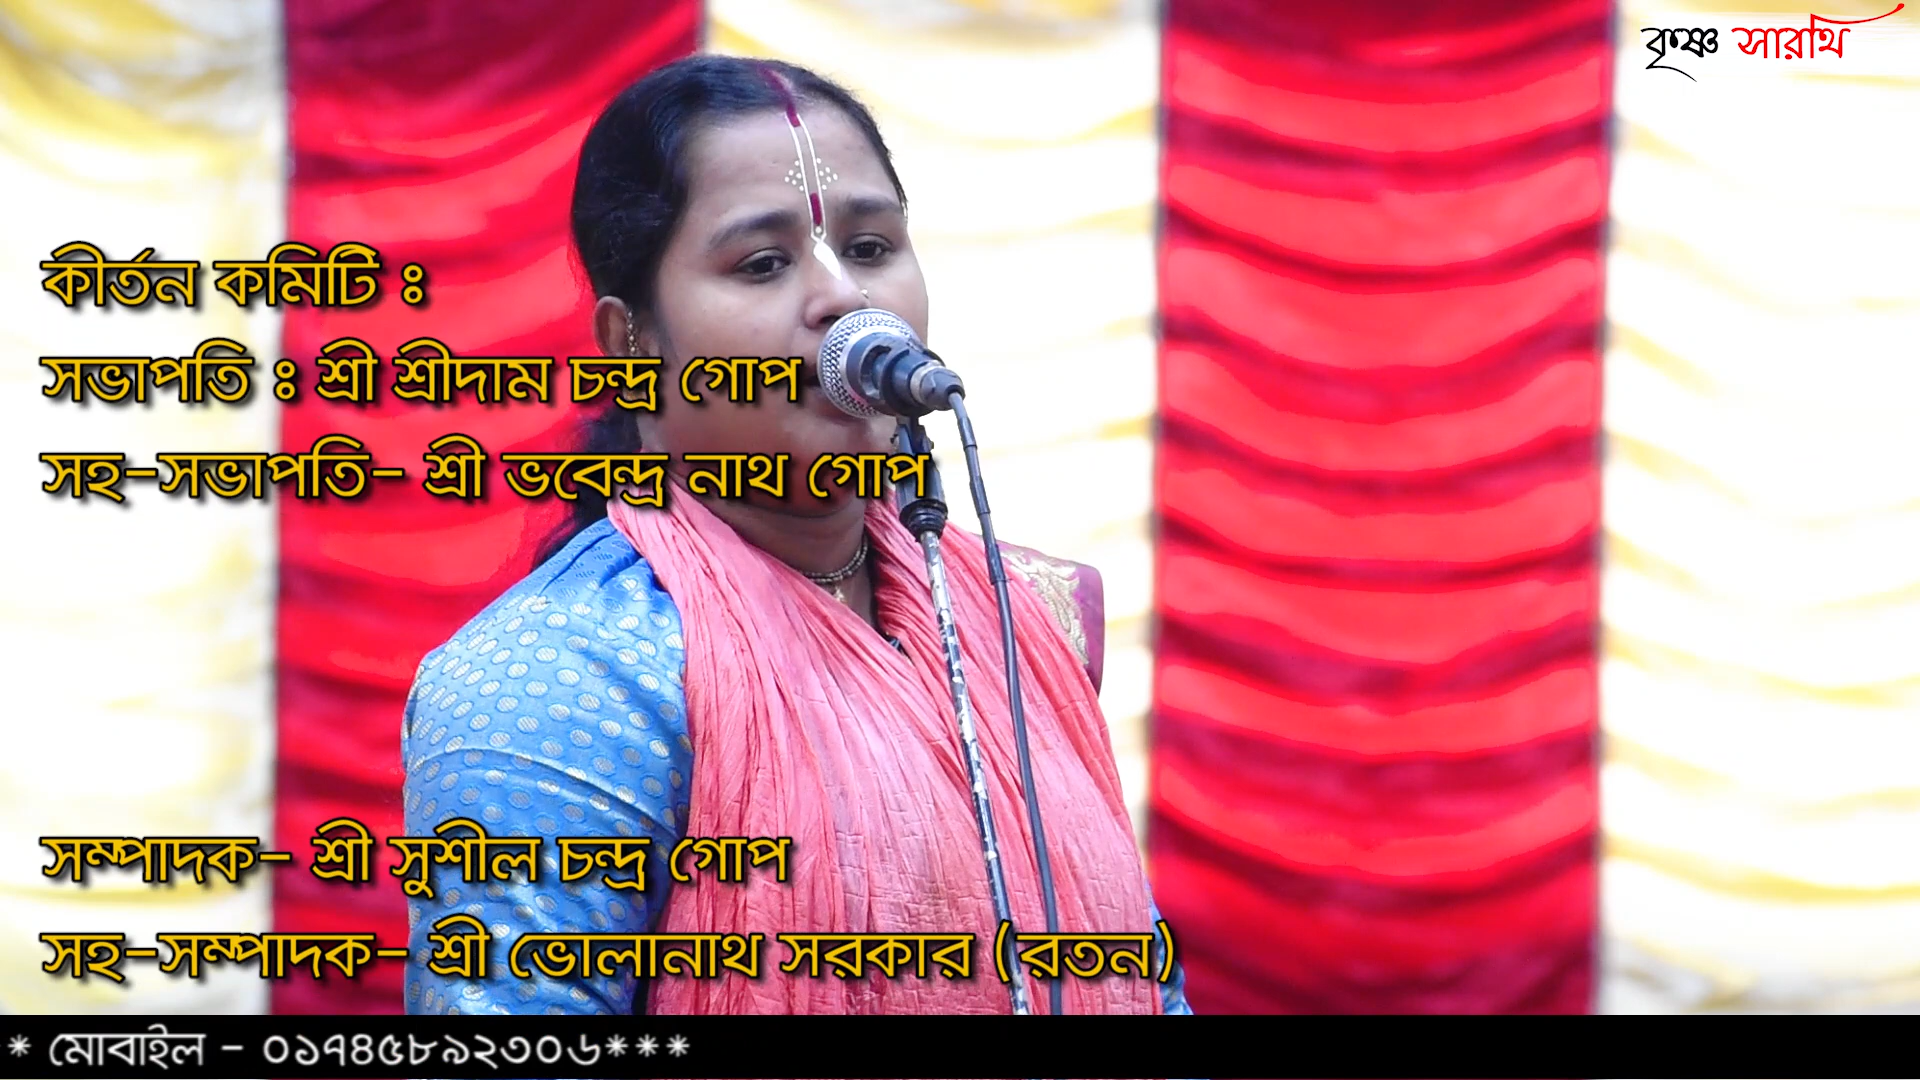 কৃষ্ণ সারথি
কীর্তন কমিটি ঃ
সভাপতি ঃ শ্রী শ্রীদাম চন্দ্র গোপ
সহ-সভাপতি- শ্রী ভবেন্দ্র নাথ গোপ
সম্পাদক- শ্রী সুশীল চন্দ্র গোপ
সহ-সম্পাদক- শ্রী ভোলানাথ সরকার (রতন)
* মোবাইল - ০১৭৪৫৮৯২৩০৬***